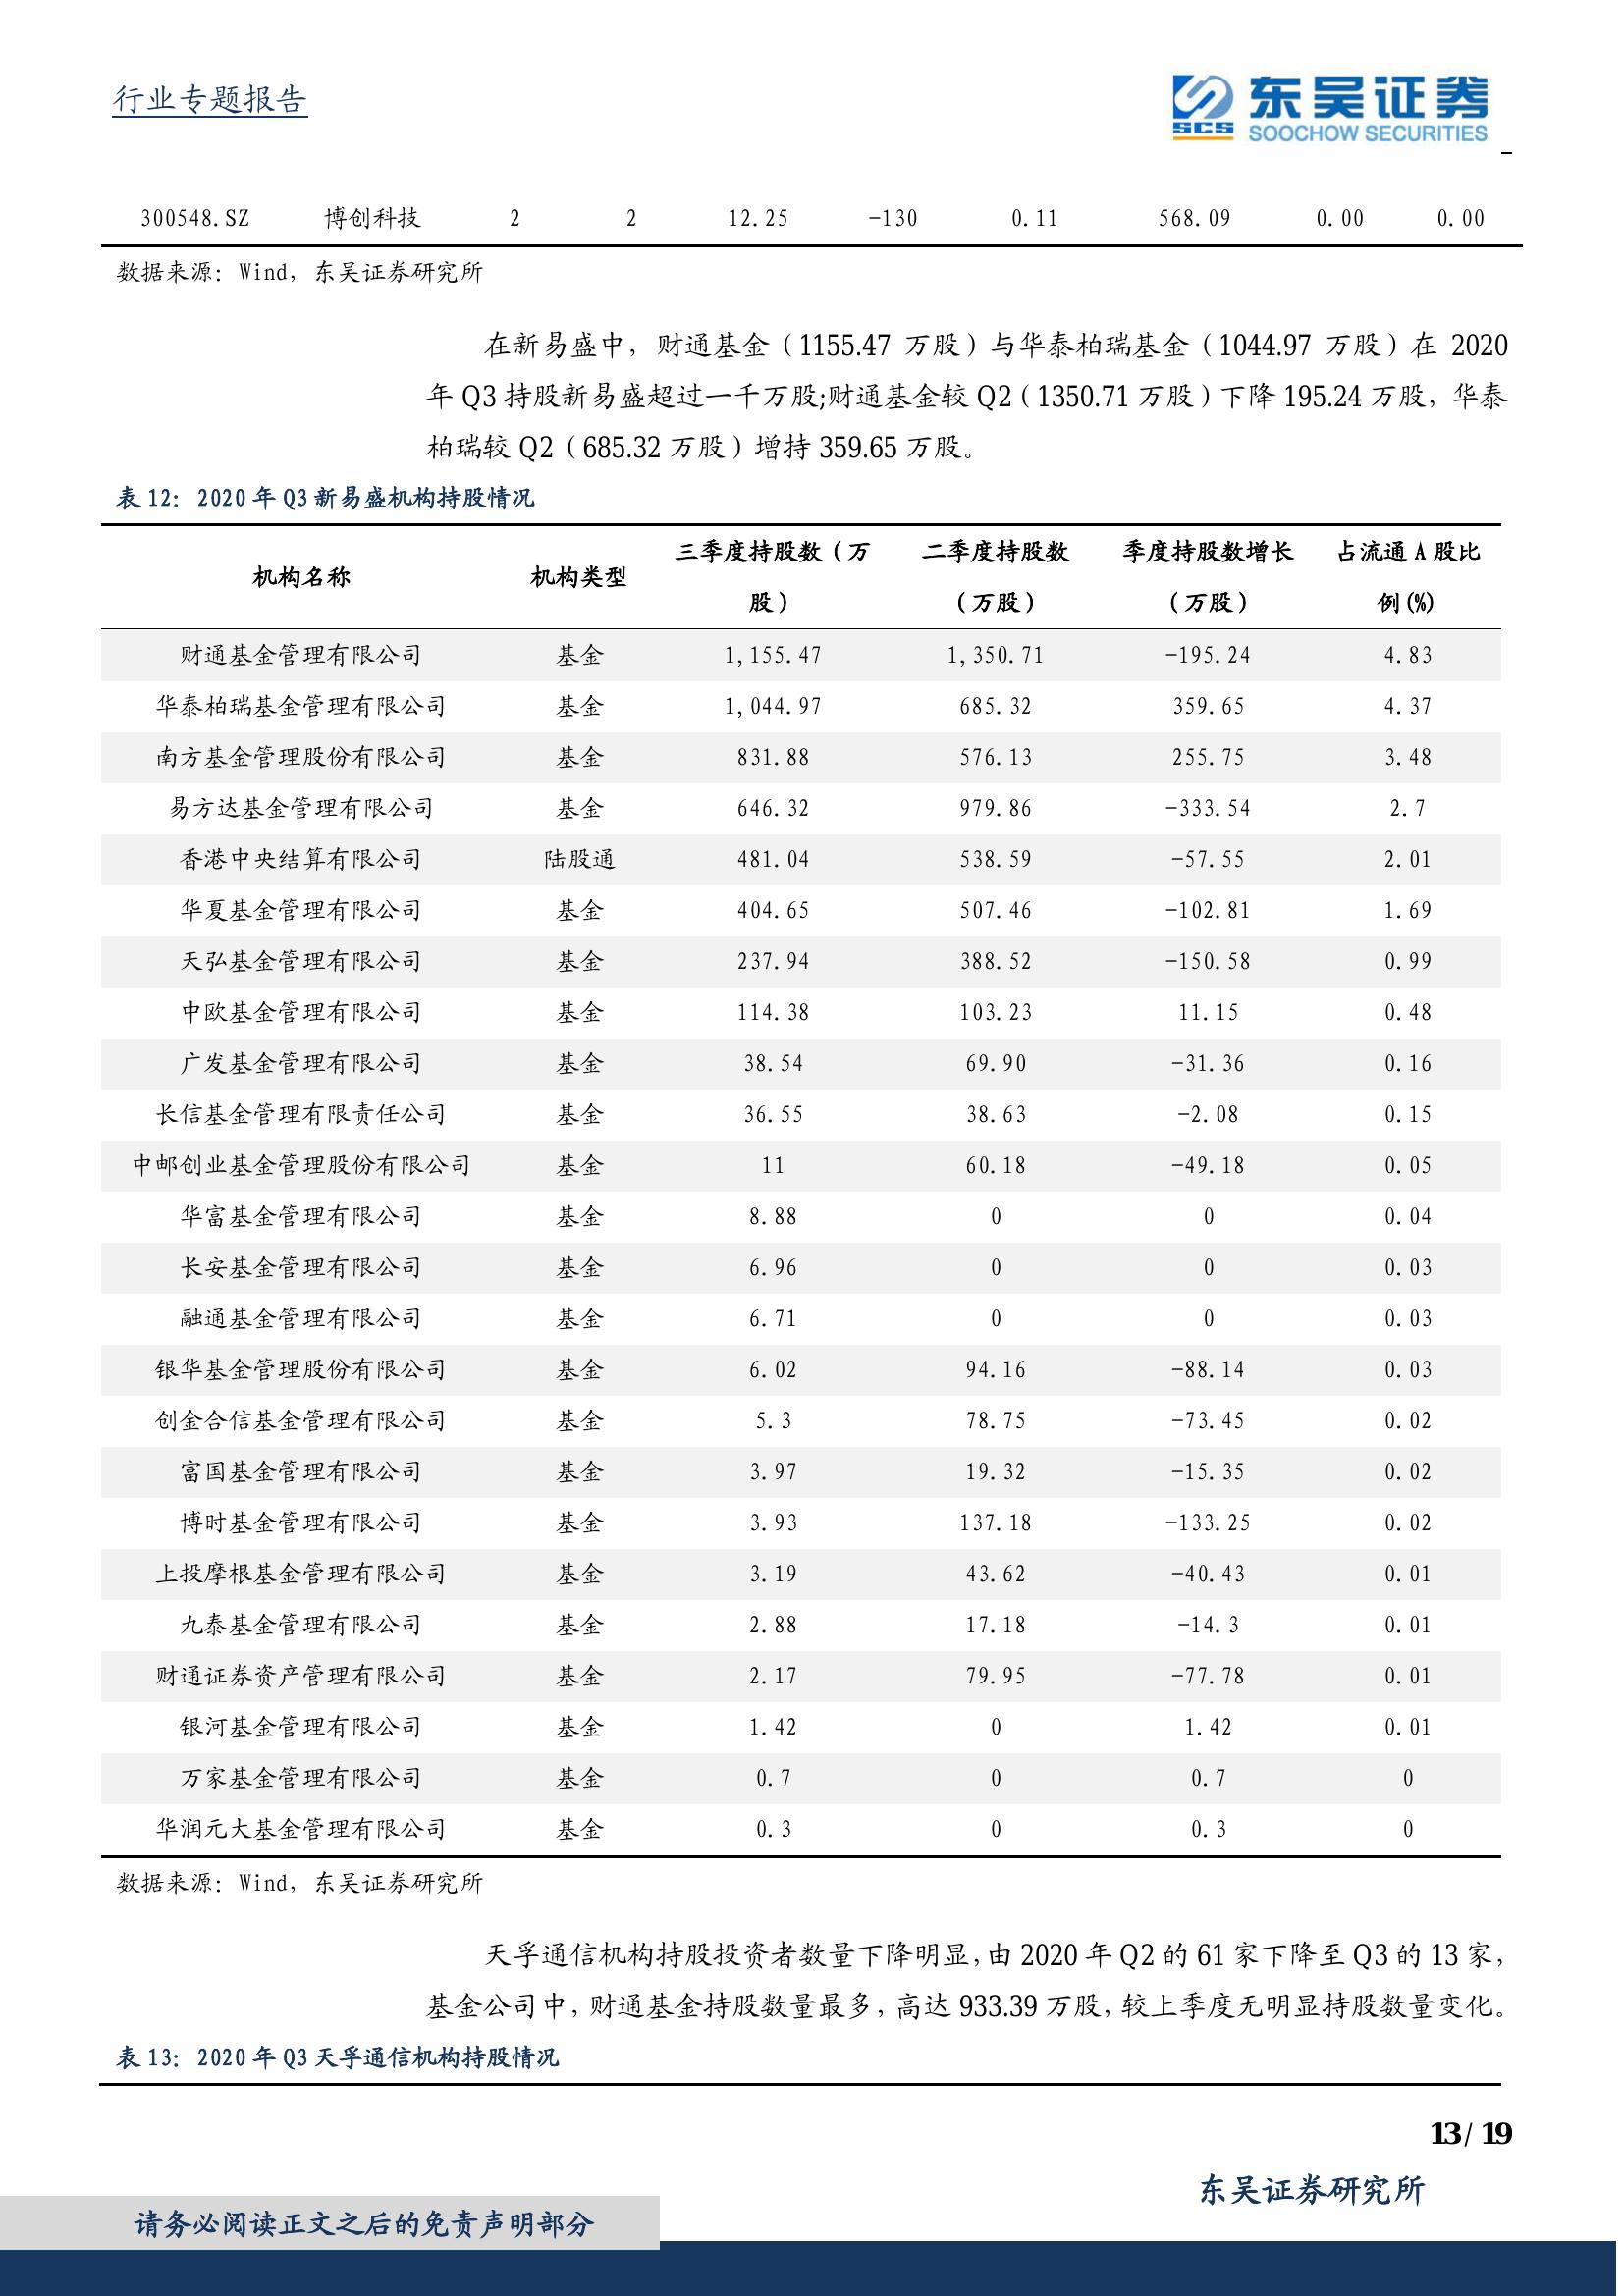 行业专题报告
SCS 东吴证券
SOOCHOW SECURITIES
300548.SZ 博创科技 2 2 12.25 -130 0.11 568.09 0.00 0.00
数据来源：Wind，东吴证券研究所
在新易盛中，财通基金（1155.47 万股）与华泰柏瑞基金（1044.97 万股）在 2020
年 Q3 持股新易盛超过一千万股;财通基金较 Q2（1350.71 万股）下降 195.24 万股，华泰
柏瑞较 Q2（685.32 万股）增持 359.65 万股。
表 12：2020 年 Q3 新易盛机构持股情况
机构名称 机构类型 三季度持股数（万股） 二季度持股数（万股） 季度持股数增长（万股） 占流通 A 股比例(%)
财通基金管理有限公司 基金 1,155.47 1,350.71 -195.24 4.83
华泰柏瑞基金管理有限公司 基金 1,044.97 685.32 359.65 4.37
南方基金管理股份有限公司 基金 831.88 576.13 255.75 3.48
易方达基金管理有限公司 基金 646.32 979.86 -333.54 2.7
香港中央结算有限公司 陆股通 481.04 538.59 -57.55 2.01
华夏基金管理有限公司 基金 404.65 507.46 -102.81 1.69
天弘基金管理有限公司 基金 237.94 388.52 -150.58 0.99
中欧基金管理有限公司 基金 114.38 103.23 11.15 0.48
广发基金管理有限公司 基金 38.54 69.90 -31.36 0.16
长信基金管理有限责任公司 基金 36.55 38.63 -2.08 0.15
中邮创业基金管理股份有限公司 基金 11 60.18 -49.18 0.05
华富基金管理有限公司 基金 8.88 0 0 0.04
长安基金管理有限公司 基金 6.96 0 0 0.03
融通基金管理有限公司 基金 6.71 0 0 0.03
银华基金管理股份有限公司 基金 6.02 94.16 -88.14 0.03
创金合信基金管理有限公司 基金 5.3 78.75 -73.45 0.02
富国基金管理有限公司 基金 3.97 19.32 -15.35 0.02
博时基金管理有限公司 基金 3.93 137.18 -133.25 0.02
上投摩根基金管理有限公司 基金 3.19 43.62 -40.43 0.01
九泰基金管理有限公司 基金 2.88 17.18 -14.3 0.01
财通证券资产管理有限公司 基金 2.17 79.95 -77.78 0.01
银河基金管理有限公司 基金 1.42 0 1.42 0.01
万家基金管理有限公司 基金 0.7 0 0.7 0
华润元大基金管理有限公司 基金 0.3 0 0.3 0
数据来源：Wind，东吴证券研究所
天孚通信机构持股投资者数量下降明显，由 2020 年 Q2 的 61 家下降至 Q3 的 13 家，
基金公司中，财通基金持股数量最多，高达 933.39 万股，较上季度无明显持股数量变化。
表 13：2020 年 Q3 天孚通信机构持股情况
13 / 19
东吴证券研究所
请务必阅读正文之后的免责声明部分